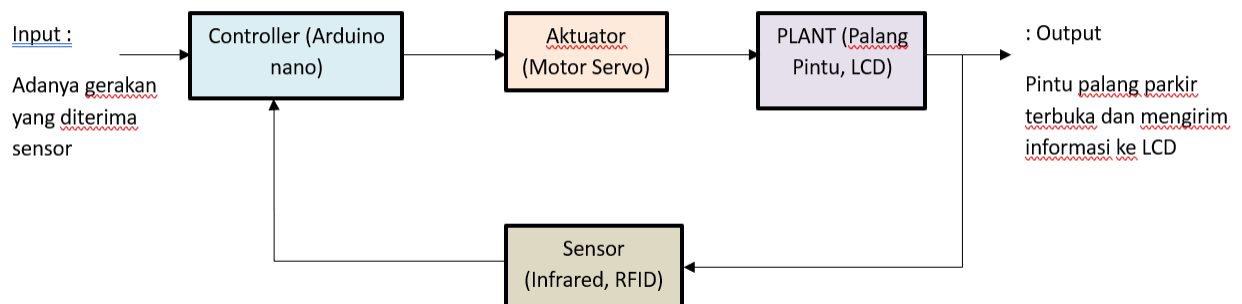 Input :
Adanya gerakan
yang diterima
sensor
Controller (Arduino
nano)
Aktuator
(Motor Servo)
PLANT (Palang
Pintu, LCD)
: Output
Pintu palang parkir
terbuka dan mengirim
informasi ke LCD
Sensor
(Infrared, RFID)